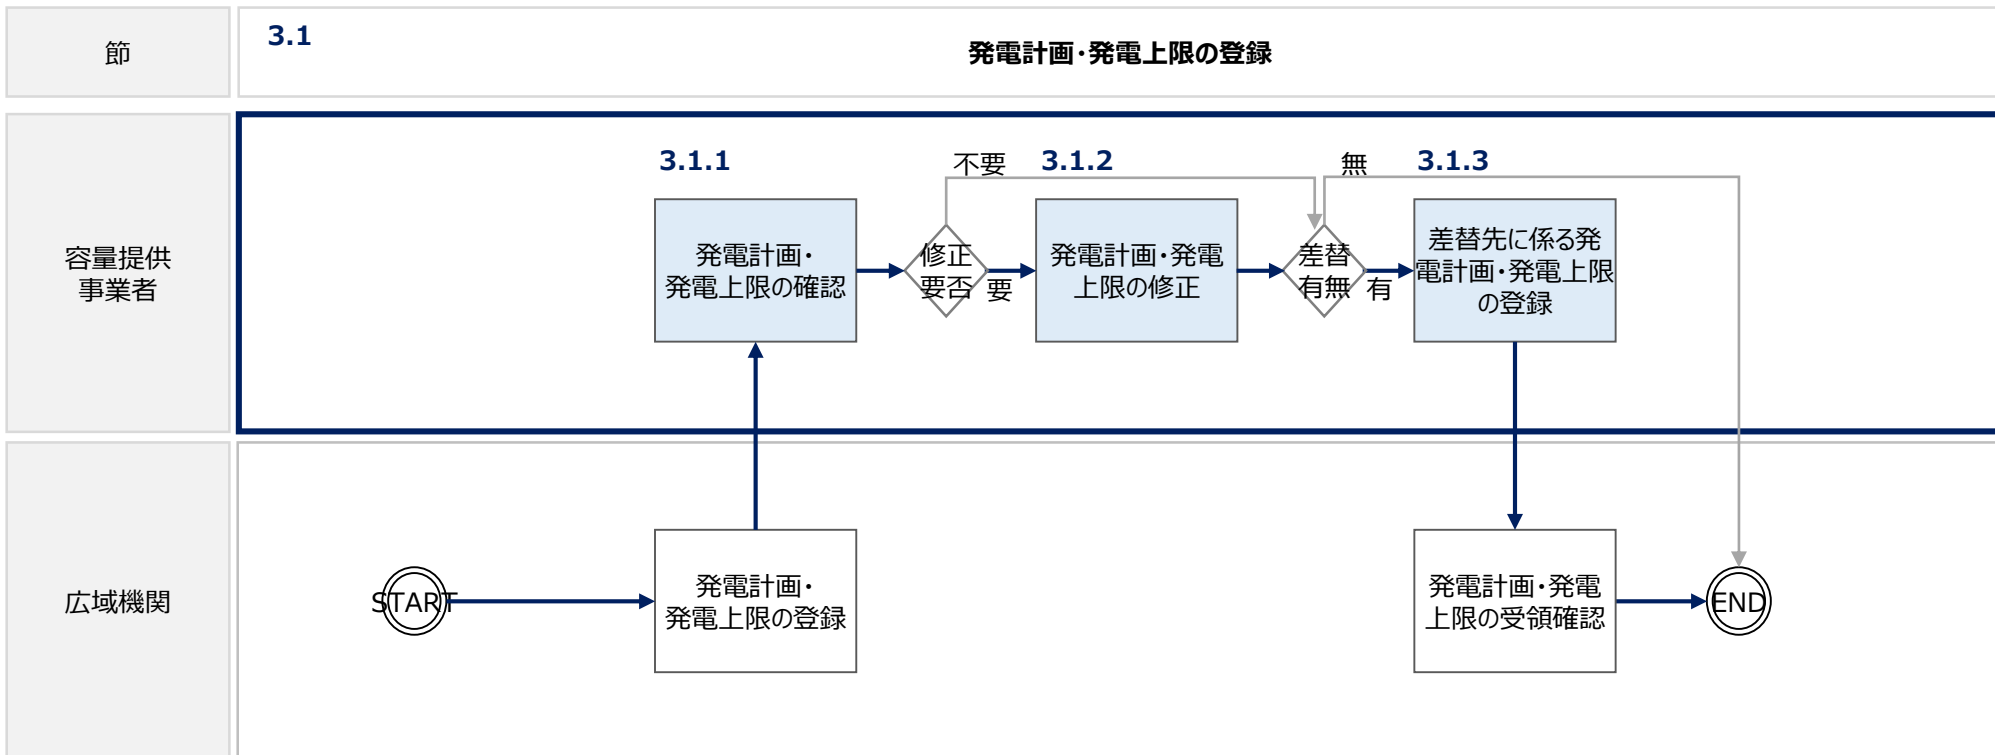 節
3.1
発電計画・発電上限の登録
容量提供
事業者
3.1.1
発電計画・
発電上限の確認
修正
要否
不要
要
3.1.2
発電計画・発電
上限の修正
差替
有無
無
有
3.1.3
差替先に係る発
電計画・発電上限
の登録
広域機関
START
発電計画・
発電上限の登録
発電計画・発電
上限の受領確認
END